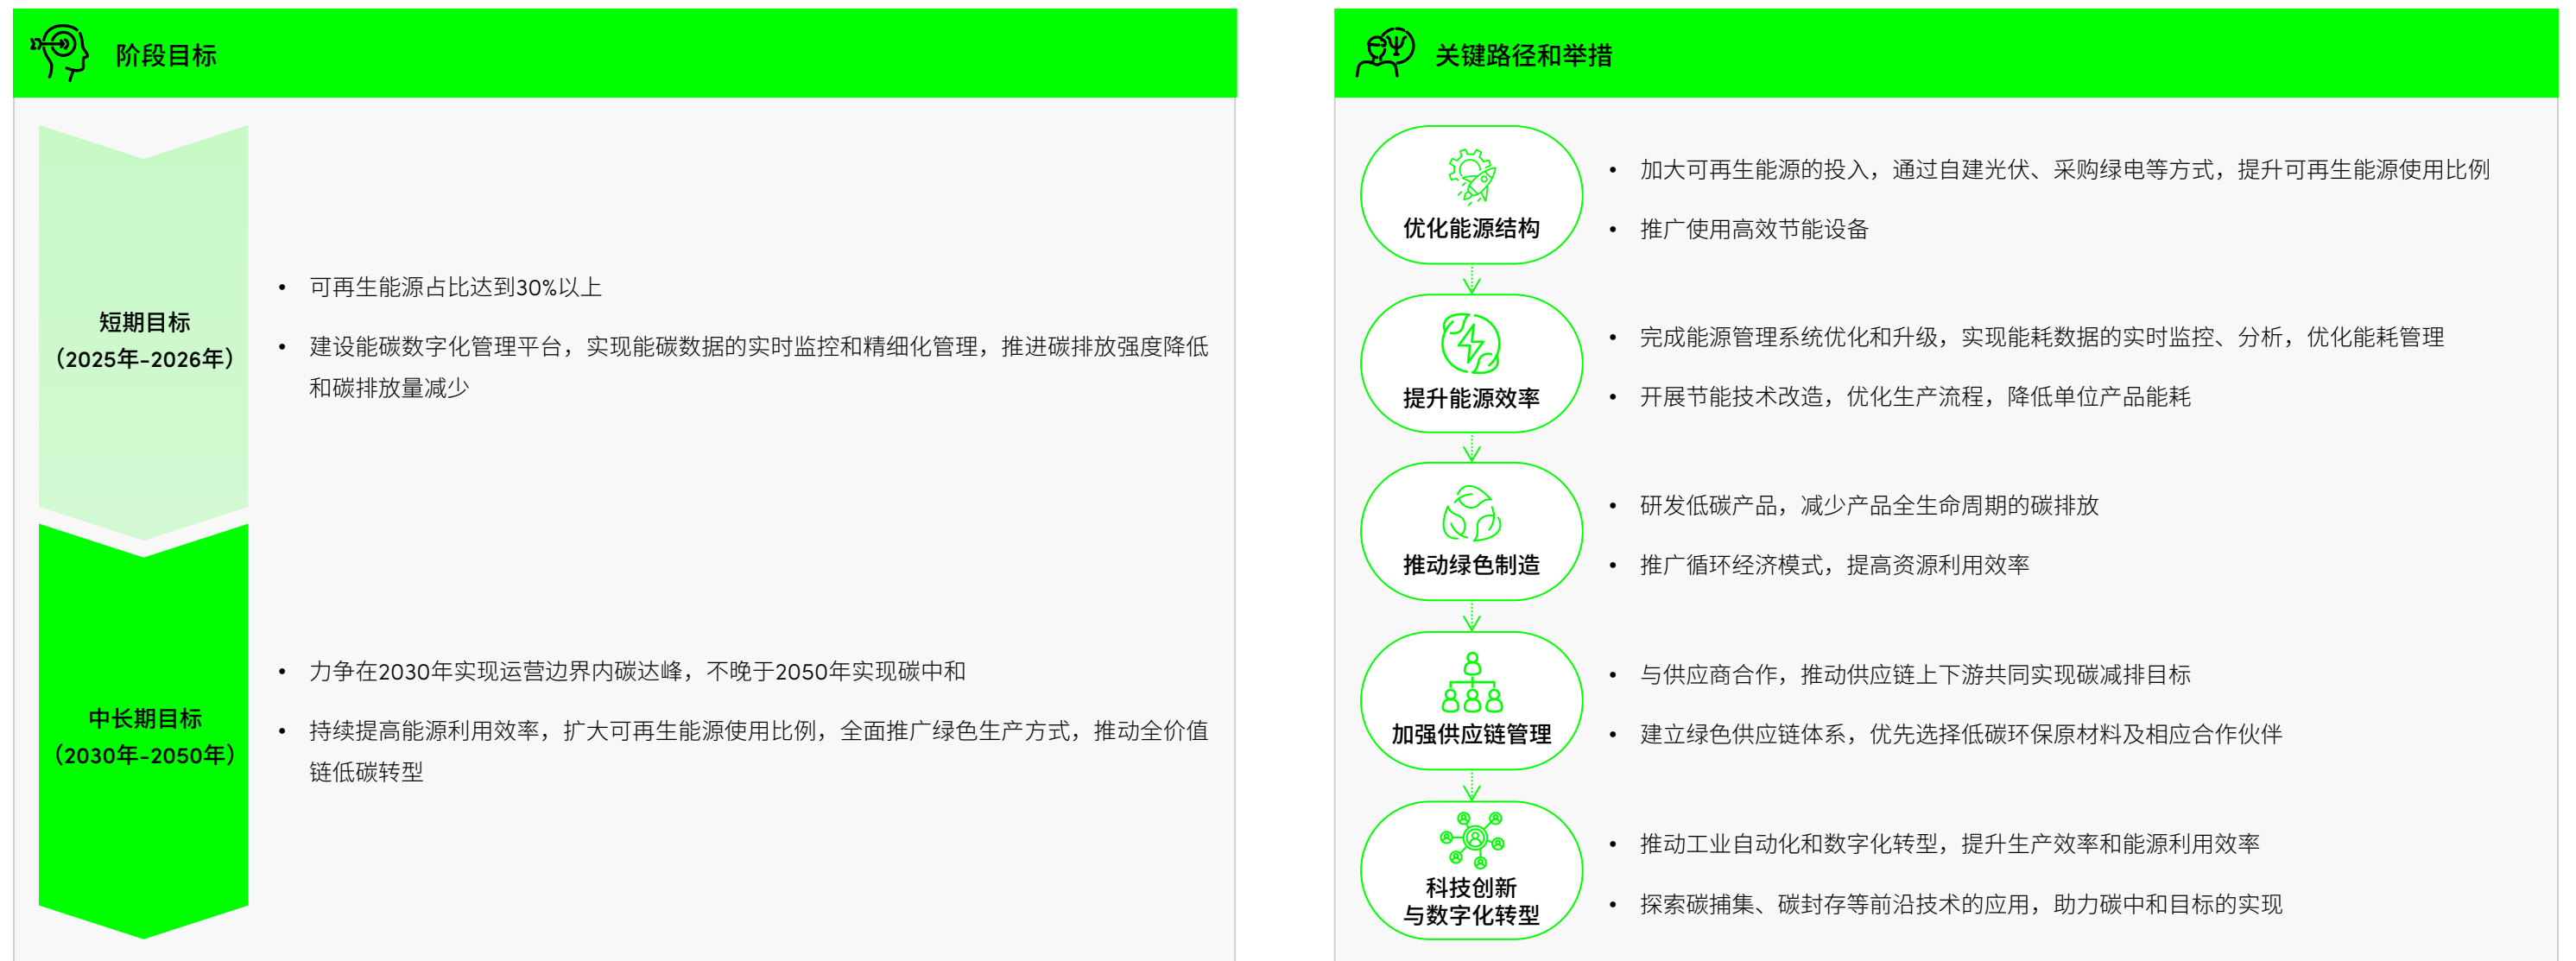 阶段目标
短期目标
（2025年-2026年）
• 可再生能源占比达到30%以上
• 建设能碳数字化管理平台，实现能碳数据的实时监控和精细化管理，推进碳排放强度降低
和碳排放量减少
中长期目标
（2030年-2050年）
• 力争在2030年实现运营边界内碳达峰，不晚于2050年实现碳中和
• 持续提高能源利用效率，扩大可再生能源使用比例，全面推广绿色生产方式，推动全价值
链低碳转型
关键路径和举措
优化能源结构
• 加大可再生能源的投入，通过自建光伏、采购绿电等方式，提升可再生能源使用比例
• 推广使用高效节能设备
提升能源效率
• 完成能源管理系统优化和升级，实现能耗数据的实时监控、分析，优化能耗管理
• 开展节能技术改造，优化生产流程，降低单位产品能耗
推动绿色制造
• 研发低碳产品，减少产品全生命周期的碳排放
• 推广循环经济模式，提高资源利用效率
加强供应链管理
• 与供应商合作，推动供应链上下游共同实现碳减排目标
• 建立绿色供应链体系，优先选择低碳环保原材料及相应合作伙伴
科技创新
与数字化转型
• 推动工业自动化和数字化转型，提升生产效率和能源利用效率
• 探索碳捕集、碳封存等前沿技术的应用，助力碳中和目标的实现